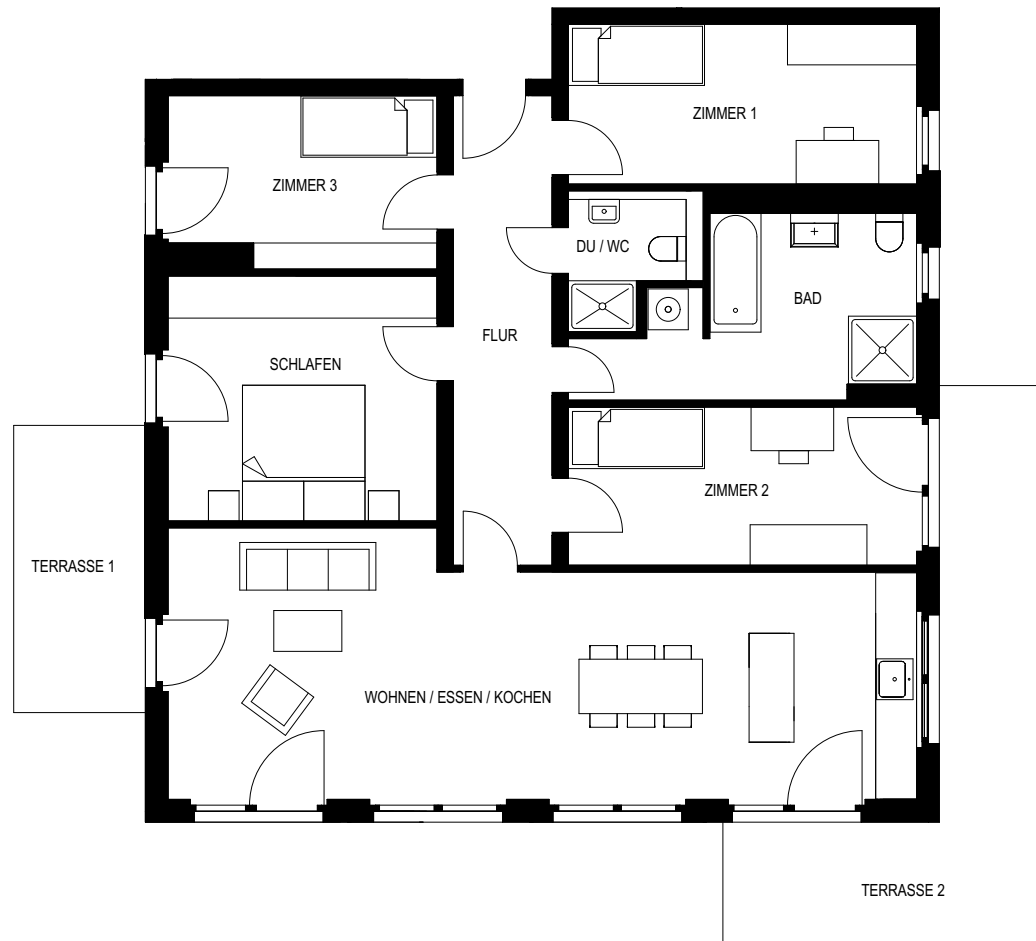 ZIMMER 1
ZIMMER 3
DU / WC
BAD
FLUR
SCHLAFEN
ZIMMER 2
TERRASSE 1
WOHNEN / ESSEN / KOCHEN
TERRASSE 2